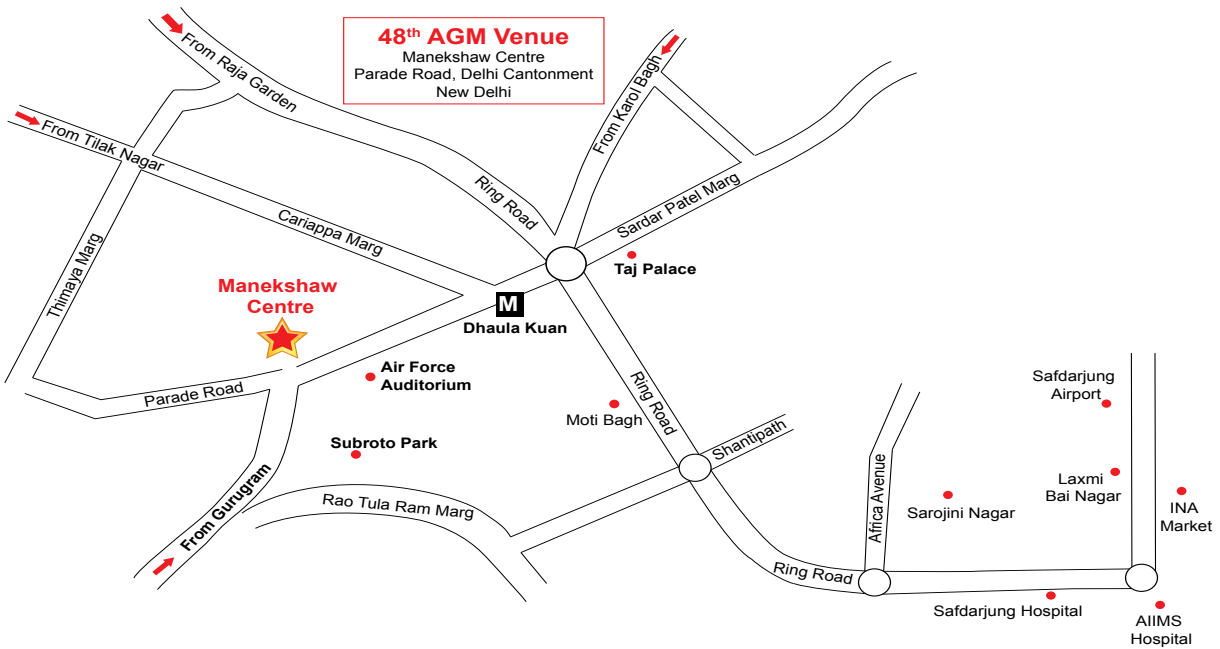 48th AGM Venue
Manekshaw Centre
Parade Road, Delhi Cantonment
New Delhi
From Raja Garden
From Karol Bagh
From Tilak Nagar
Ring Road
Sardar Patel Marg
Cariappa Marg
Thimaya Marg
Taj Palace
Manekshaw
Centre
M
Dhaula Kuan
Air Force
Auditorium
Parade Road
Ring Road
Moti Bagh
Safdarjung
Airport
Subroto Park
Shantipath
From Gurugram
Rao Tula Ram Marg
Africa Avenue
Sarojini Nagar
Laxmi
Bai Nagar
INA
Market
Ring Road
Safdarjung Hospital
AIIMS
Hospital